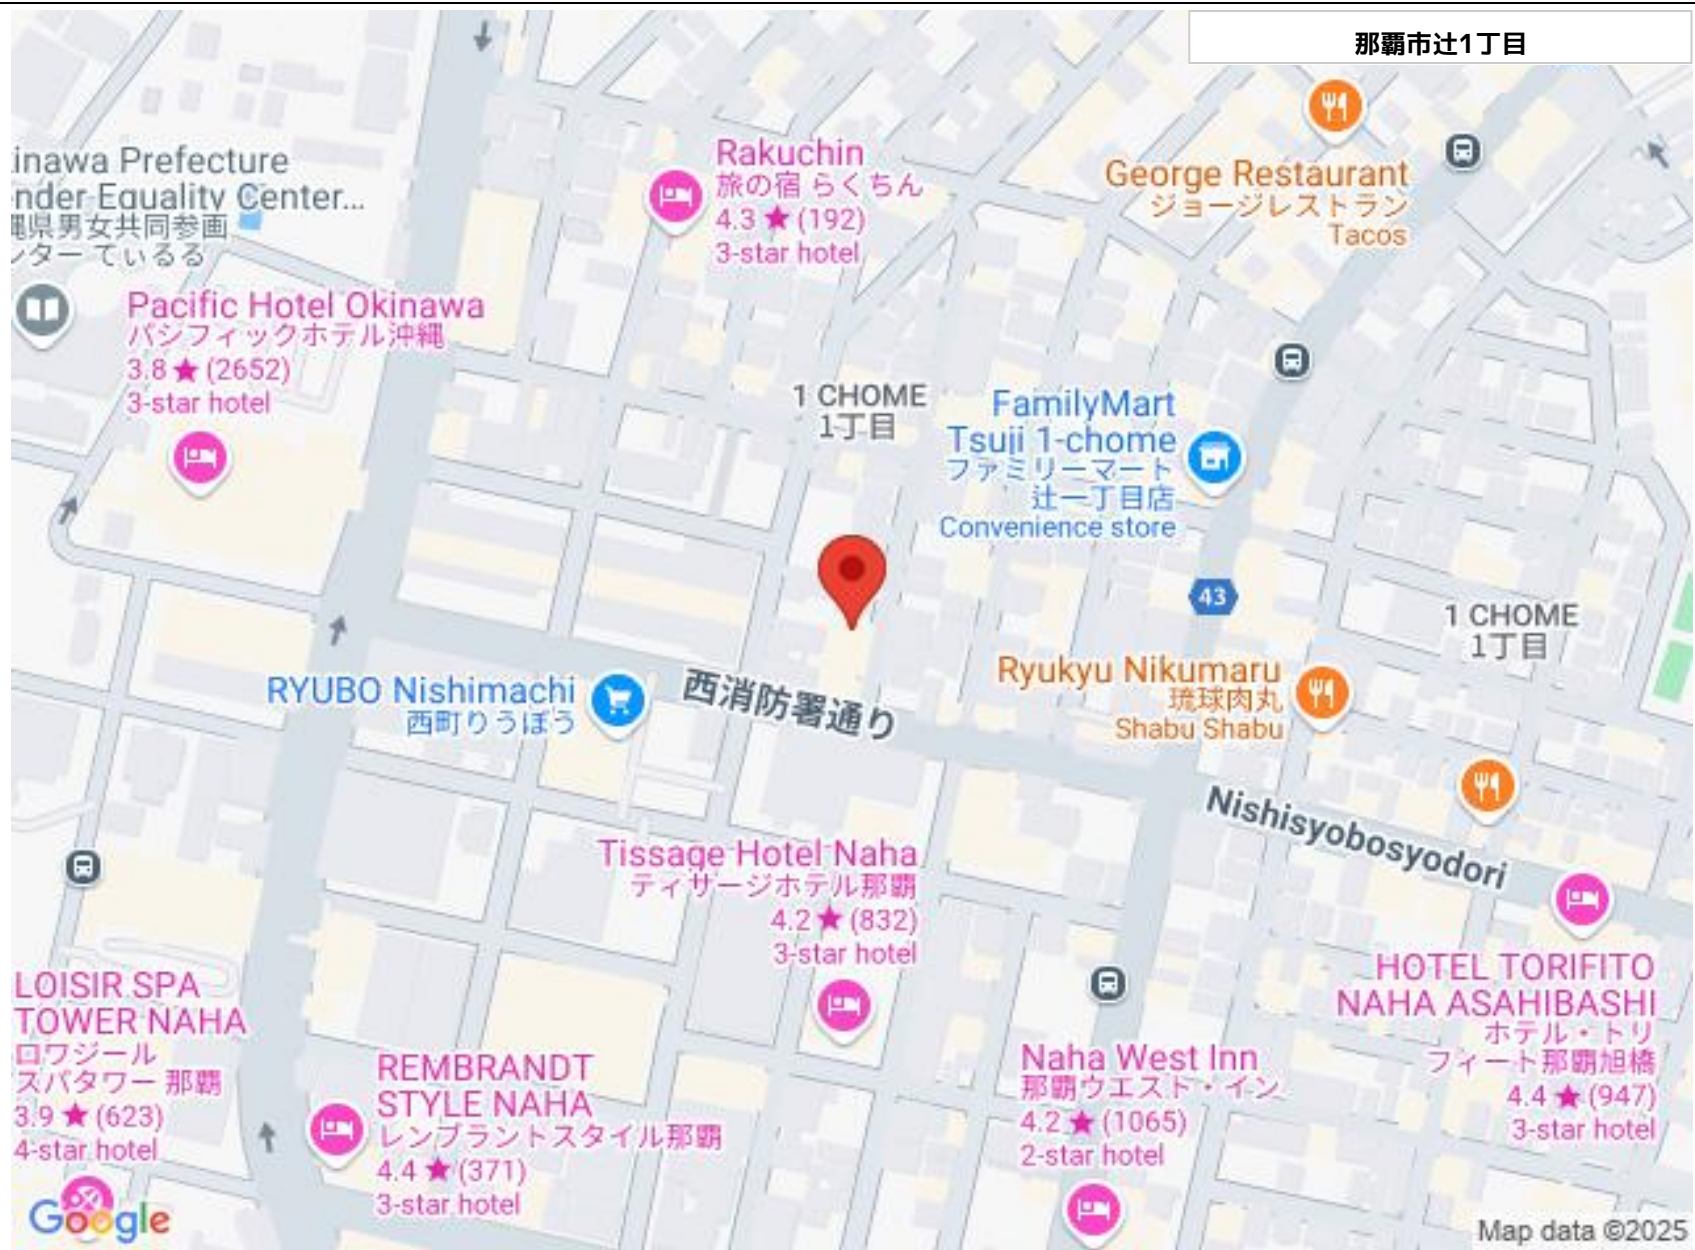 那覇市辻1丁目
inawa Prefecture
nder Equality Center...
縄県男女共同参画
ンター てぃるる
Rakuchin
旅の宿 らくちん
4.3 ★ (192)
3-star hotel
George Restaurant
ジョージレストラン
Tacos
Pacific Hotel Okinawa
パシフィックホテル沖縄
3.8 ★ (2652)
3-star hotel
1 CHOME
1丁目
FamilyMart
Tsuji 1-chome
ファミリーマート
辻一丁目店
Convenience store
43
1 CHOME
1丁目
RYUBO Nishimachi
西町りうぼう
西消防署通り
Ryukyu Nikumaru
琉球肉丸
Shabu Shabu
Nishisyobosyodori
Tissage Hotel Naha
ティサージホテル那覇
4.2 ★ (832)
3-star hotel
LOISIR SPA
TOWER NAHA
ロワジール
スパタワー 那覇
3.9 ★ (623)
4-star hotel
REMBRANDT
STYLE NAHA
レンブラントスタイル那覇
4.4 ★ (371)
3-star hotel
Naha West Inn
那覇ウエスト・イン
4.2 ★ (1065)
2-star hotel
HOTEL TORIFITO
NAHA ASAHIBASHI
ホテル・トリ
フィート那覇旭橋
4.4 ★ (947)
3-star hotel
Google
Map data ©2025